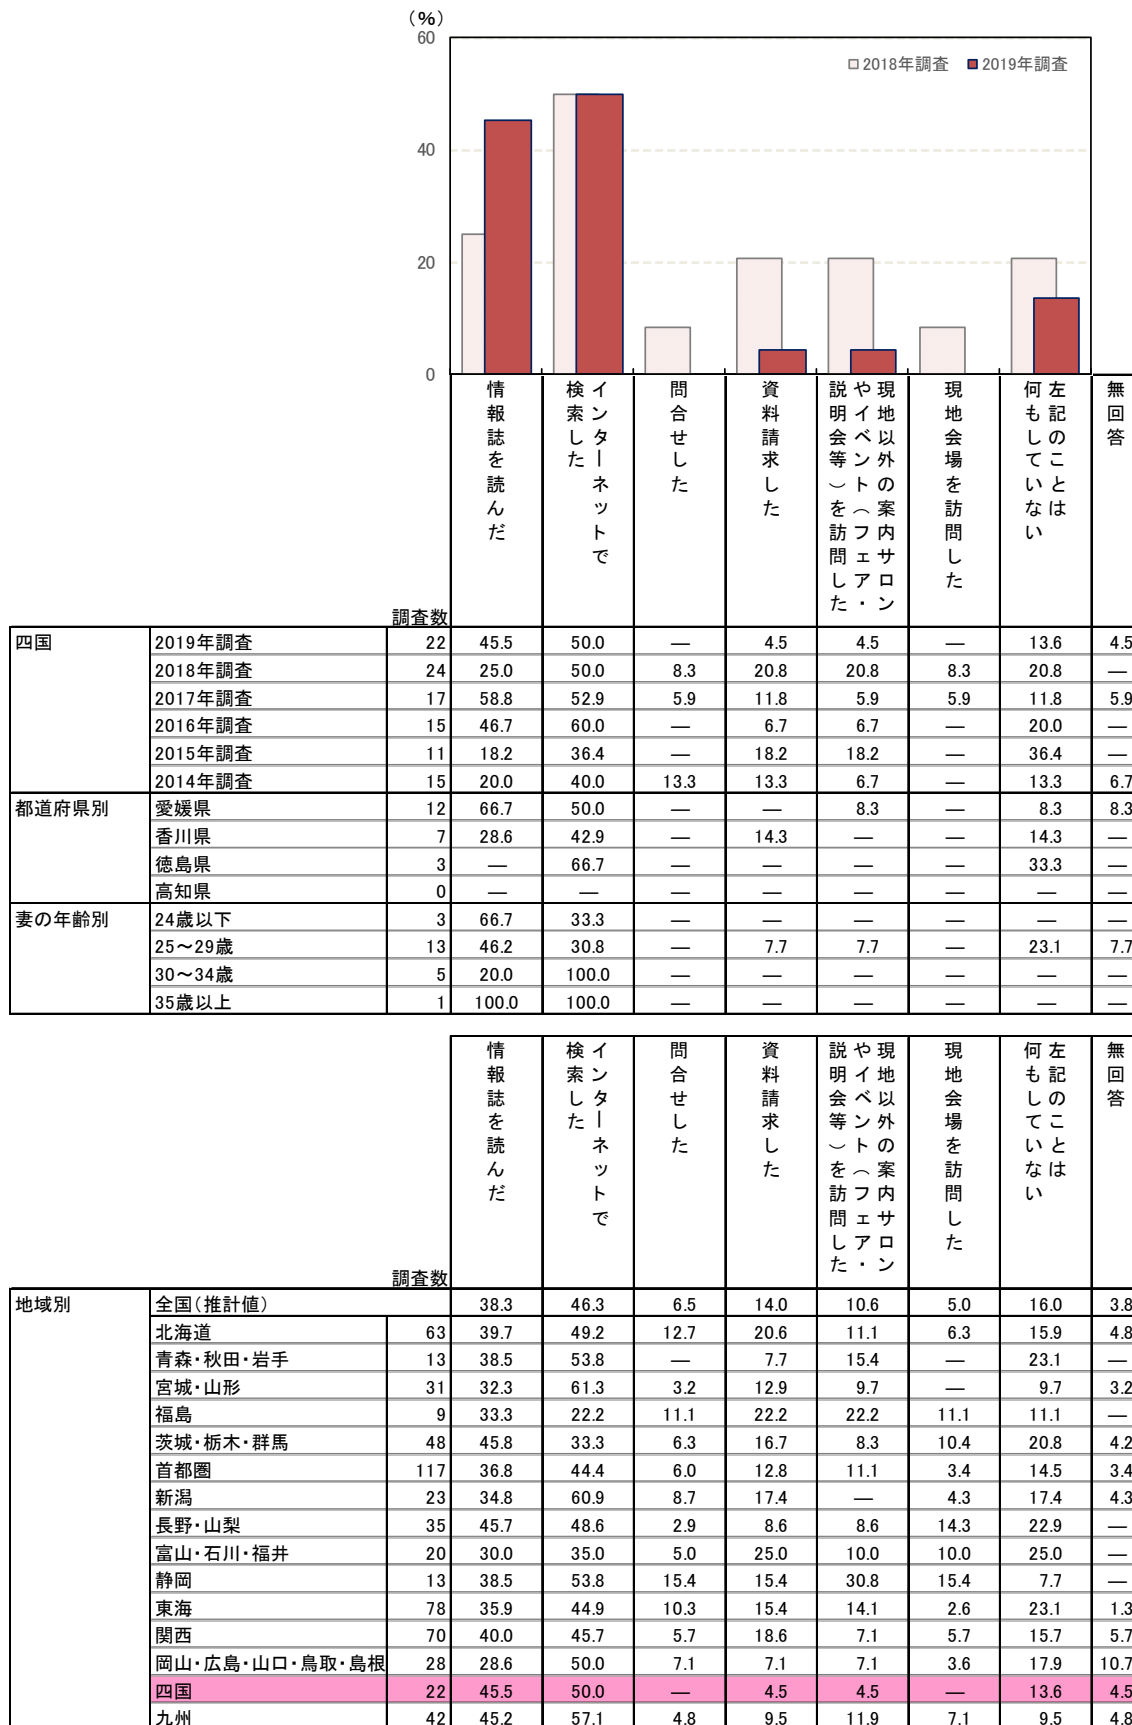 (%)
60
□2018年調査 ■2019年調査
40
20
0
情報誌を読んだ
インターネットで
検索した
問合せした
資料請求した
現地以外の案内サロン
やイベント（フェア・
説明会等）を訪問した
現地会場を訪問した
左記のことは
何もしていない
無回答
調査数
四国 2019年調査 22 45.5 50.0 — 4.5 4.5 — 13.6 4.5
2018年調査 24 25.0 50.0 8.3 20.8 20.8 8.3 20.8 —
2017年調査 17 58.8 52.9 5.9 11.8 5.9 5.9 11.8 5.9
2016年調査 15 46.7 60.0 — 6.7 6.7 — 20.0 —
2015年調査 11 18.2 36.4 — 18.2 18.2 — 36.4 —
2014年調査 15 20.0 40.0 13.3 13.3 6.7 — 13.3 6.7
都道府県別 愛媛県 12 66.7 50.0 — — 8.3 — 8.3 8.3
香川県 7 28.6 42.9 — 14.3 — — 14.3 —
徳島県 3 — 66.7 — — — — 33.3 —
高知県 0 — — — — — — — —
妻の年齢別 24歳以下 3 66.7 33.3 — — — — — —
25～29歳 13 46.2 30.8 — 7.7 7.7 — 23.1 7.7
30～34歳 5 20.0 100.0 — — — — — —
35歳以上 1 100.0 100.0 — — — — — —
情報誌を読んだ
インターネットで
検索した
問合せした
資料請求した
現地以外の案内サロン
やイベント（フェア・
説明会等）を訪問した
現地会場を訪問した
左記のことは
何もしていない
無回答
調査数
地域別 全国(推計値) 38.3 46.3 6.5 14.0 10.6 5.0 16.0 3.8
北海道 63 39.7 49.2 12.7 20.6 11.1 6.3 15.9 4.8
青森・秋田・岩手 13 38.5 53.8 — 7.7 15.4 — 23.1 —
宮城・山形 31 32.3 61.3 3.2 12.9 9.7 — 9.7 3.2
福島 9 33.3 22.2 11.1 22.2 22.2 11.1 11.1 —
茨城・栃木・群馬 48 45.8 33.3 6.3 16.7 8.3 10.4 20.8 4.2
首都圏 117 36.8 44.4 6.0 12.8 11.1 3.4 14.5 3.4
新潟 23 34.8 60.9 8.7 17.4 — 4.3 17.4 4.3
長野・山梨 35 45.7 48.6 2.9 8.6 8.6 14.3 22.9 —
富山・石川・福井 20 30.0 35.0 5.0 25.0 10.0 10.0 25.0 —
静岡 13 38.5 53.8 15.4 15.4 30.8 15.4 7.7 —
東海 78 35.9 44.9 10.3 15.4 14.1 2.6 23.1 1.3
関西 70 40.0 45.7 5.7 18.6 7.1 5.7 15.7 5.7
岡山・広島・山口・鳥取・島根 28 28.6 50.0 7.1 7.1 7.1 3.6 17.9 10.7
四国 22 45.5 50.0 — 4.5 4.5 — 13.6 4.5
九州 42 45.2 57.1 4.8 9.5 11.9 7.1 9.5 4.8